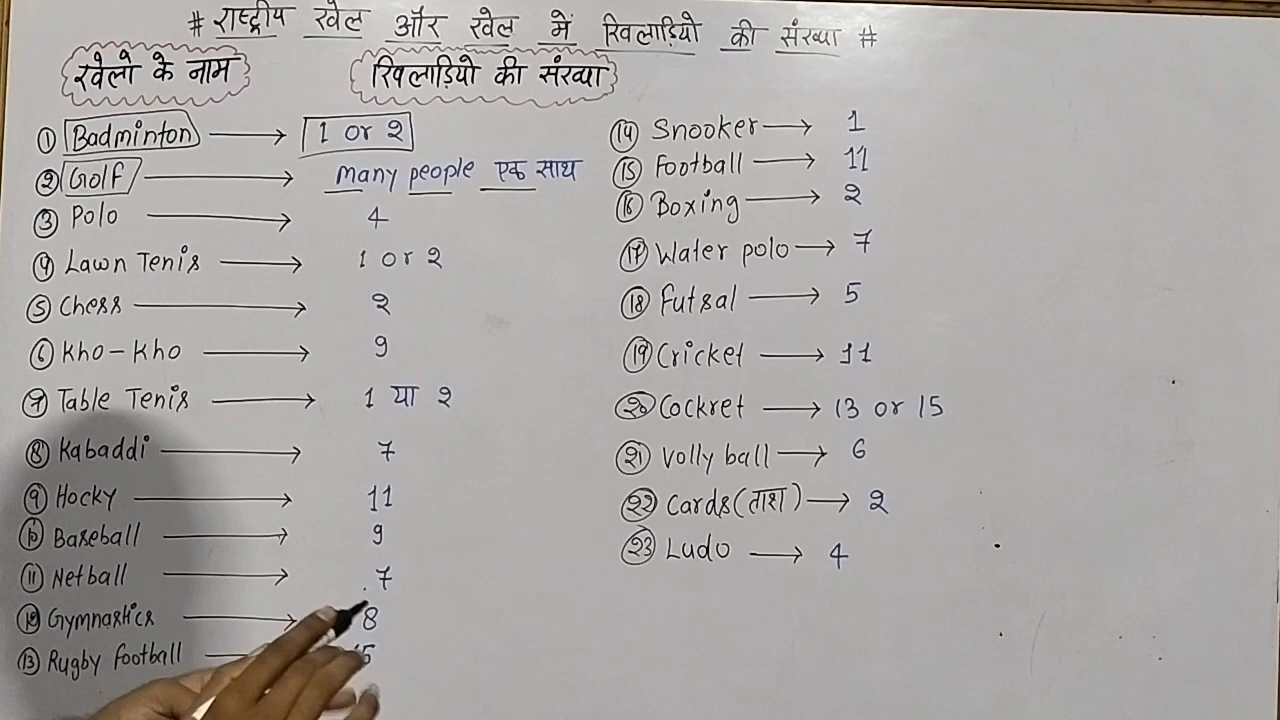 # राष्ट्रीय खेल और खेल में खिलाड़ियो की संख्या #
खेलो के नाम
खिलाड़ियो की संख्या
① Badminton → 1 or 2
② Golf → many people एक साथ
③ Polo → 4
④ Lawn Tenis → 1 or 2
⑤ Chess → 2
⑥ Kho-Kho → 9
⑦ Table Tenis → 1 या 2
⑧ Kabaddi → 7
⑨ Hocky → 11
⑩ Baseball → 9
⑪ Netball → 7
⑫ Gymnastics → 8
⑬ Rugby football →
⑭ Snooker → 1
⑮ Football → 11
⑯ Boxing → 2
⑰ Water polo → 7
⑱ Futsal → 5
⑲ Cricket → 11
⑳ Cockret → 13 or 15
㉑ Volly ball → 6
㉒ Cards (ताश) → 2
㉓ Ludo → 4